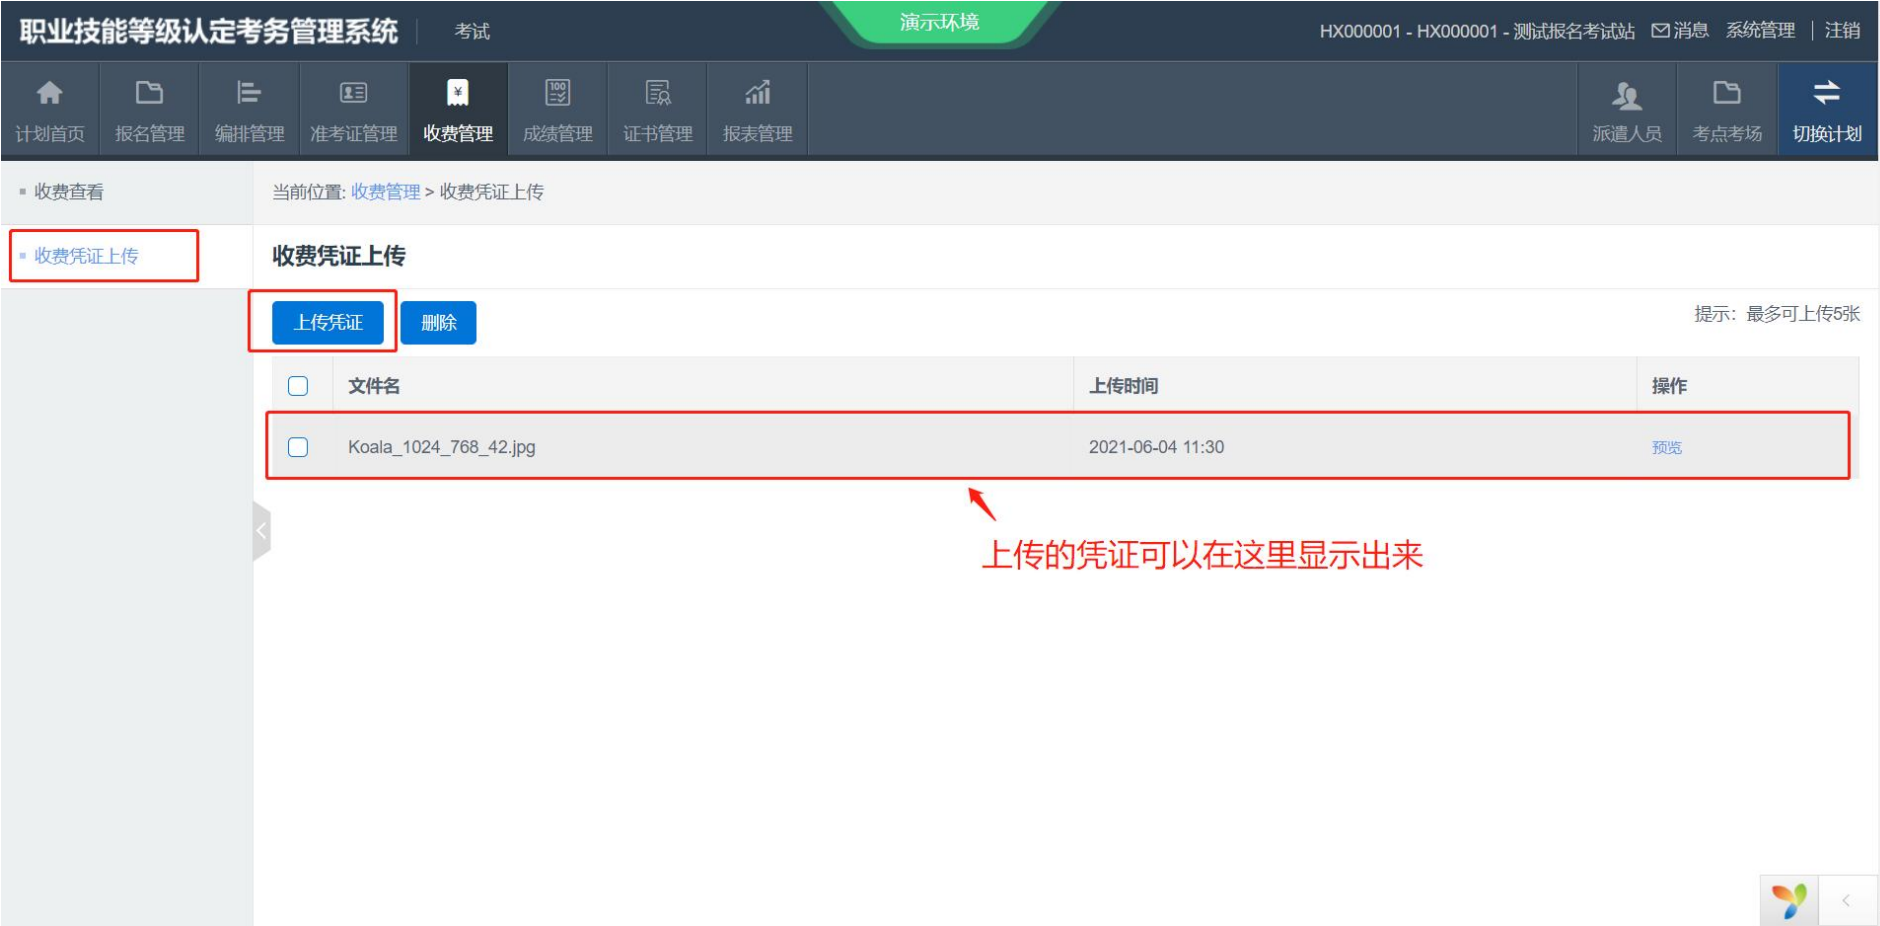 职业技能等级认定考务管理系统 考试 演示环境 HX000001 - HX000001 - 测试报名考试站 消息 系统管理 | 注销
计划首页 报名管理 编排管理 准考证管理 收费管理 成绩管理 证书管理 报表管理 派遣人员 考点考场 切换计划
收费查看 当前位置: 收费管理 > 收费凭证上传
收费凭证上传 收费凭证上传
上传凭证 删除 提示：最多可上传5张
文件名 上传时间 操作
Koala_1024_768_42.jpg 2021-06-04 11:30 预览
上传的凭证可以在这里显示出来